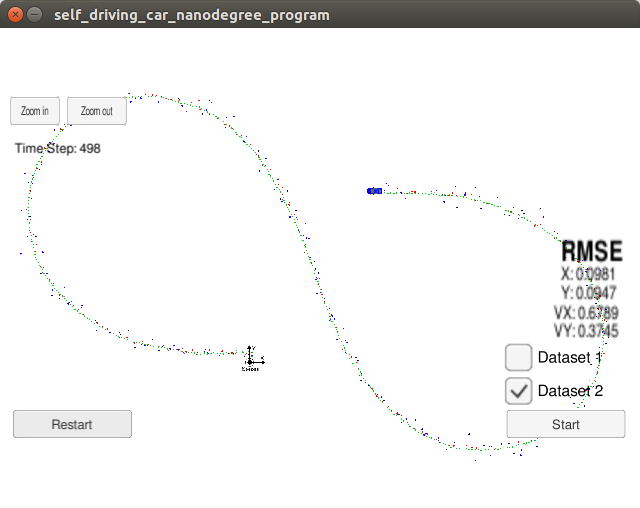 self_driving_car_nanodegree_program
Zoom in
Zoom out
Time Step: 498
RMSE
X: 0.0981
Y: 0.0947
VX: 0.6789
VY: 0.3745
Dataset 1
Dataset 2
Restart
Start